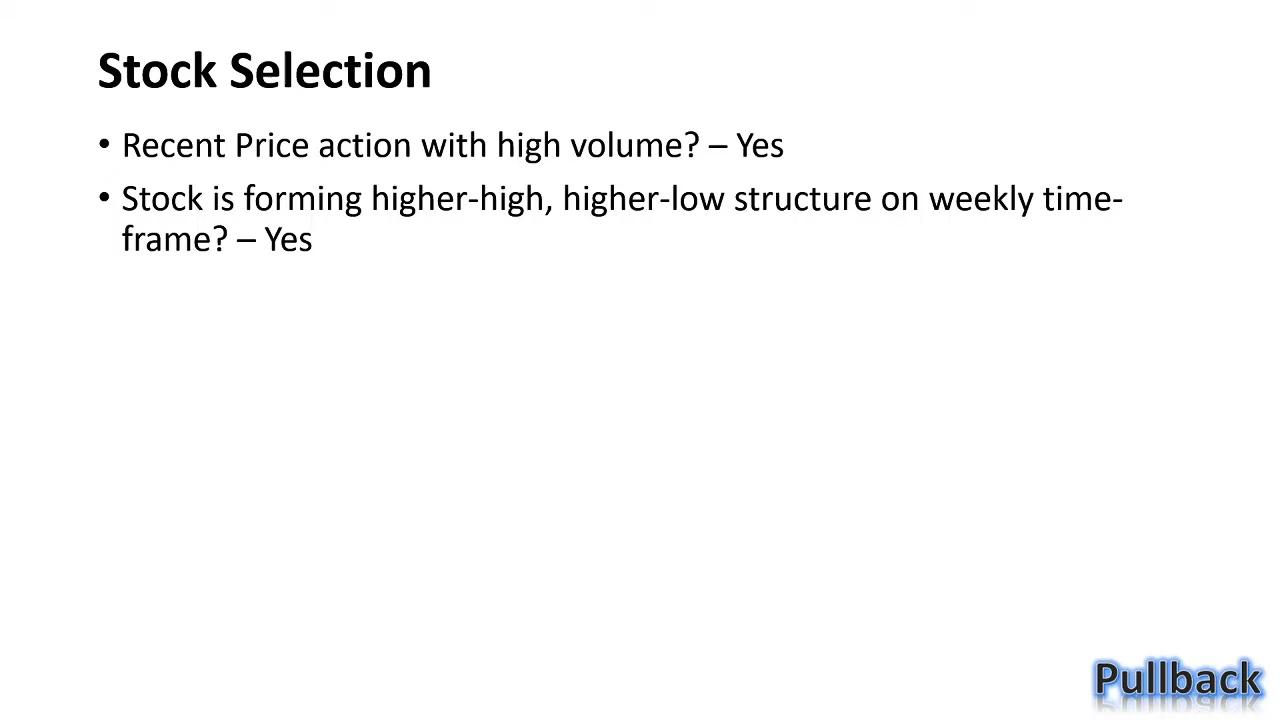 Stock Selection
• Recent Price action with high volume? – Yes
• Stock is forming higher-high, higher-low structure on weekly time-
frame? – Yes
Pullback